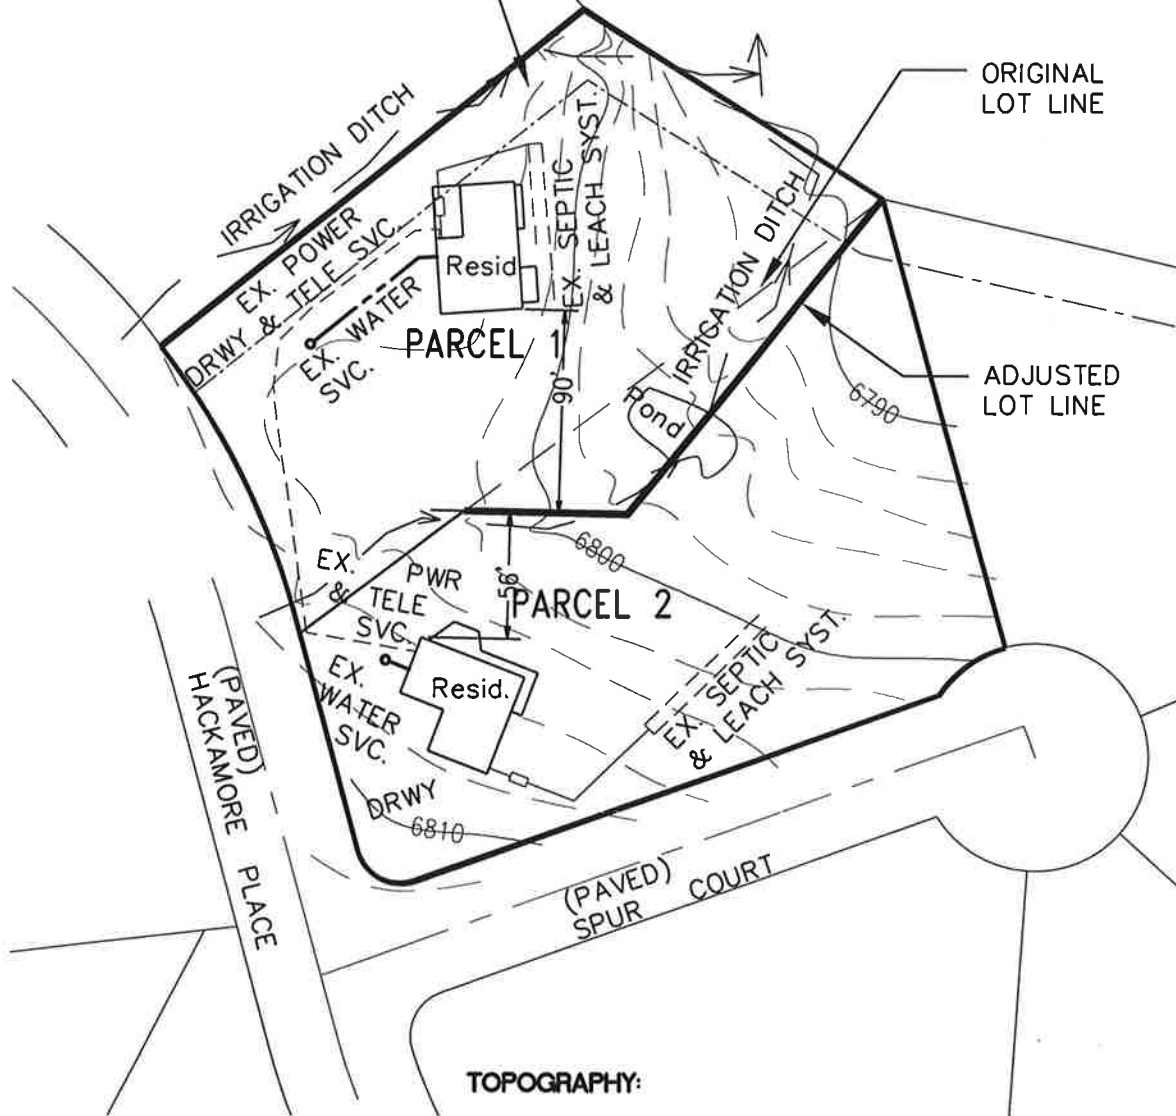 ORIGINAL
LOT LINE
IRRIGATION DITCH
EX. POWER
DRWY & TELE SVC.
EX. SEPTIC
& LEACH SYST.
Resid
EX. WATER
SVC.
PARCEL 1
90'
IRRIGATION DITCH
Pond
ADJUSTED
LOT LINE
6790
6800
EX.
&
PWR
TELE
SVC.
56'
PARCEL 2
EX.
WATER
SVC.
Resid.
EX. SEPTIC
& LEACH SYST.
DRWY
6810
(PAVED)
HACKAMORE PLACE
(PAVED)
SPUR COURT
TOPOGRAPHY: